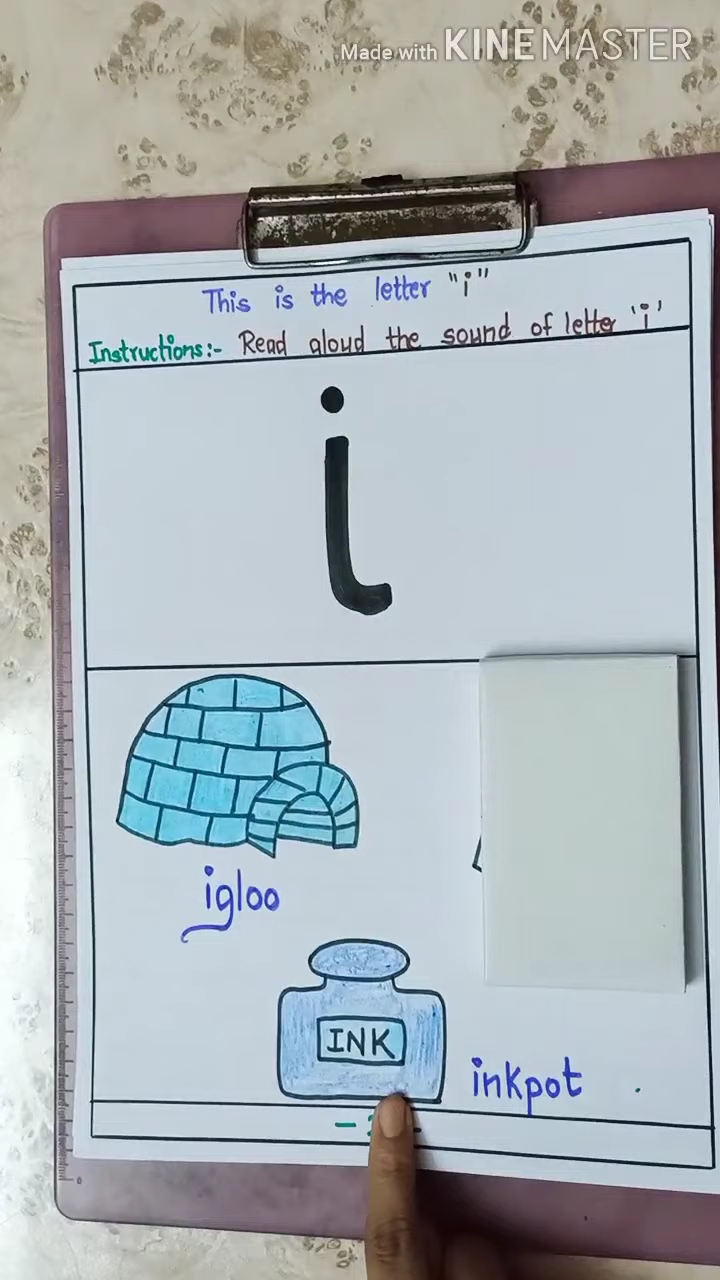 Made with KINEMASTER
This is the letter "i"
Instructions:- Read aloud the sound of letter 'i'
i
igloo
INK
inkpot